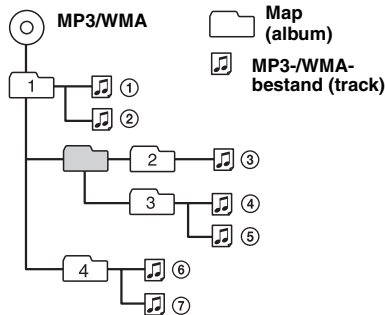 MP3/WMA
Map
(album)
MP3-/WMA-
bestand (track)
1
①
②
2
③
3
④
⑤
4
⑥
⑦